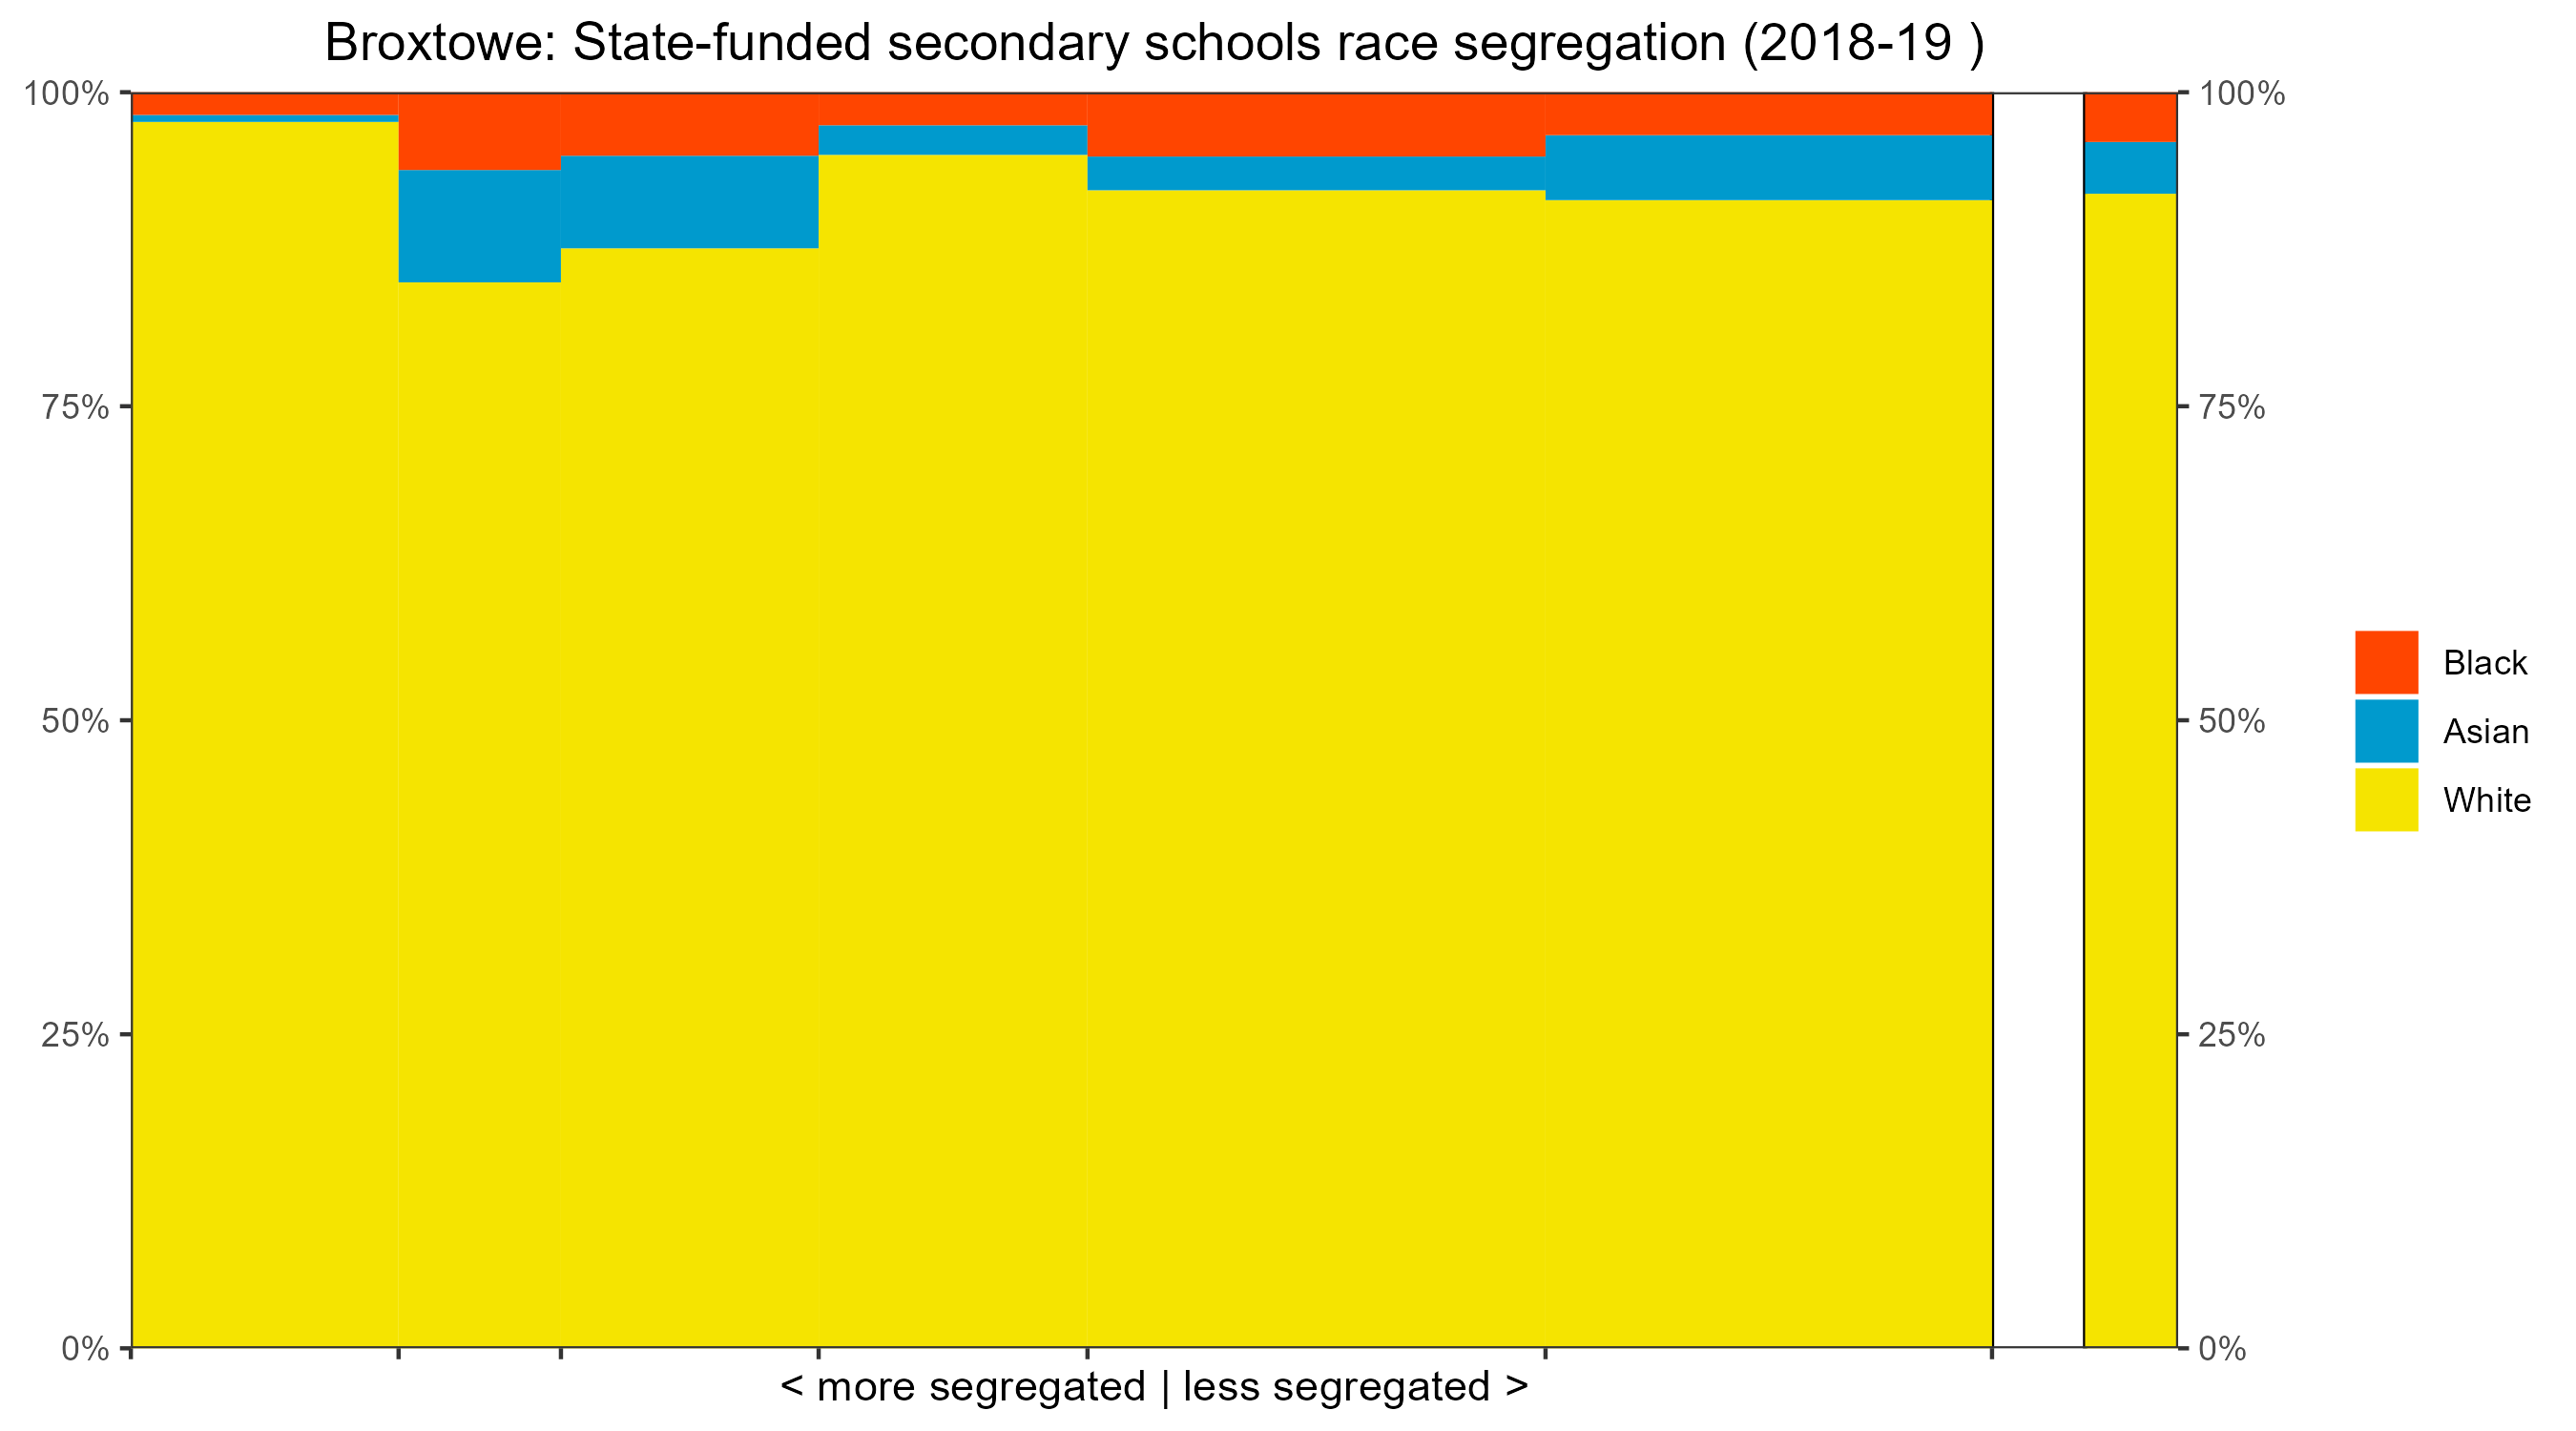 Broxtowe: State-funded secondary schools race segregation (2018-19 )
100%
75%
50%
25%
0%
100%
75%
50%
25%
0%
Black
Asian
White
< more segregated | less segregated >